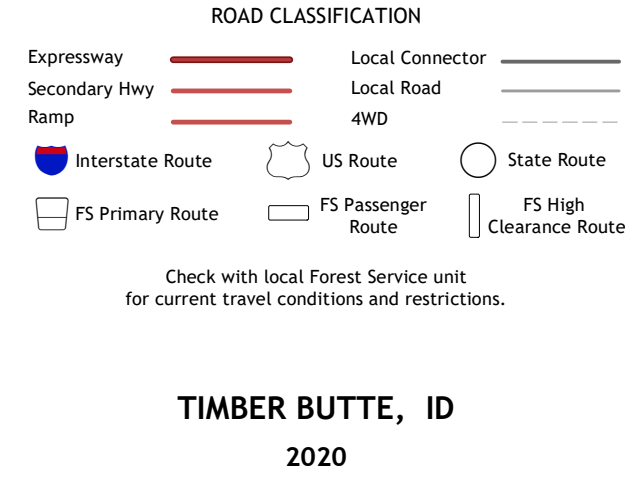 ROAD CLASSIFICATION
Expressway
Local Connector
Secondary Hwy
Local Road
Ramp
4WD
Interstate Route
US Route
State Route
FS Primary Route
FS Passenger
Route
FS High
Clearance Route
Check with local Forest Service unit
for current travel conditions and restrictions.
TIMBER BUTTE, ID
2020